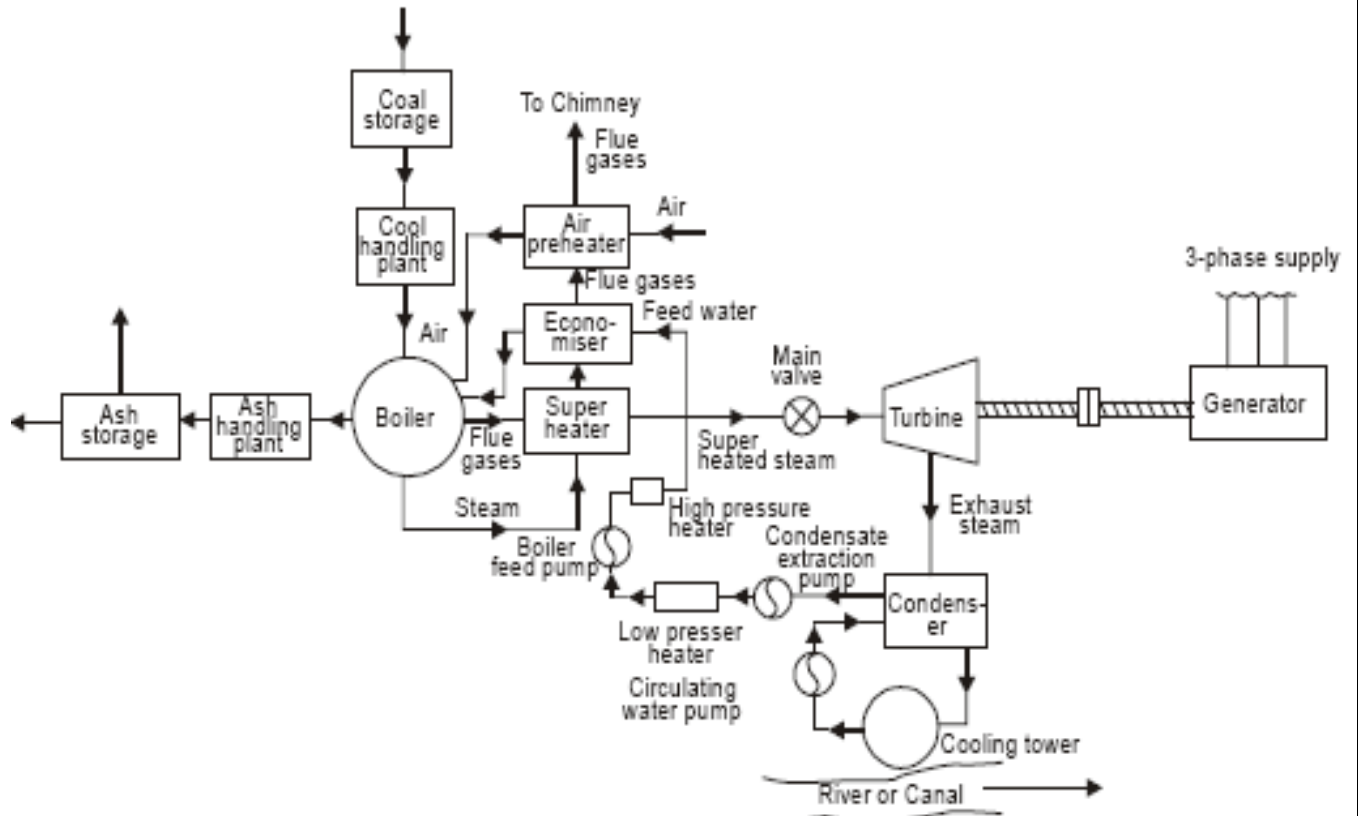 Coal
storage
To Chimney
Flue
gases
Cool
handling
plant
Air
preheater
Air
Flue gases
3-phase supply
Air
Econo-
miser
Feed water
Main
valve
Ash
storage
Ash
handling
plant
Boiler
Flue
gases
Super
heater
Super
heated steam
Turbine
Generator
Steam
High pressure
heater
Exhaust
steam
Boiler
feed pump
Condensate
extraction
pump
Condens-
er
Low presser
heater
Circulating
water pump
Cooling tower
River or Canal